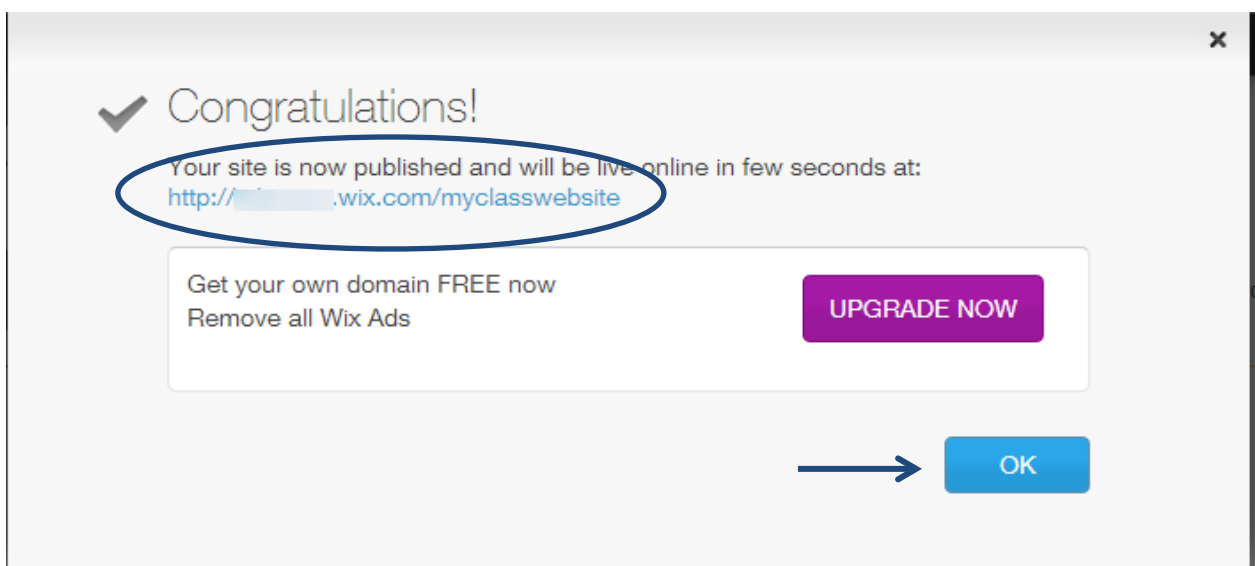 Congratulations!
Your site is now published and will be live online in few seconds at:
http:// .wix.com/myclasswebsite
Get your own domain FREE now
Remove all Wix Ads
UPGRADE NOW
OK